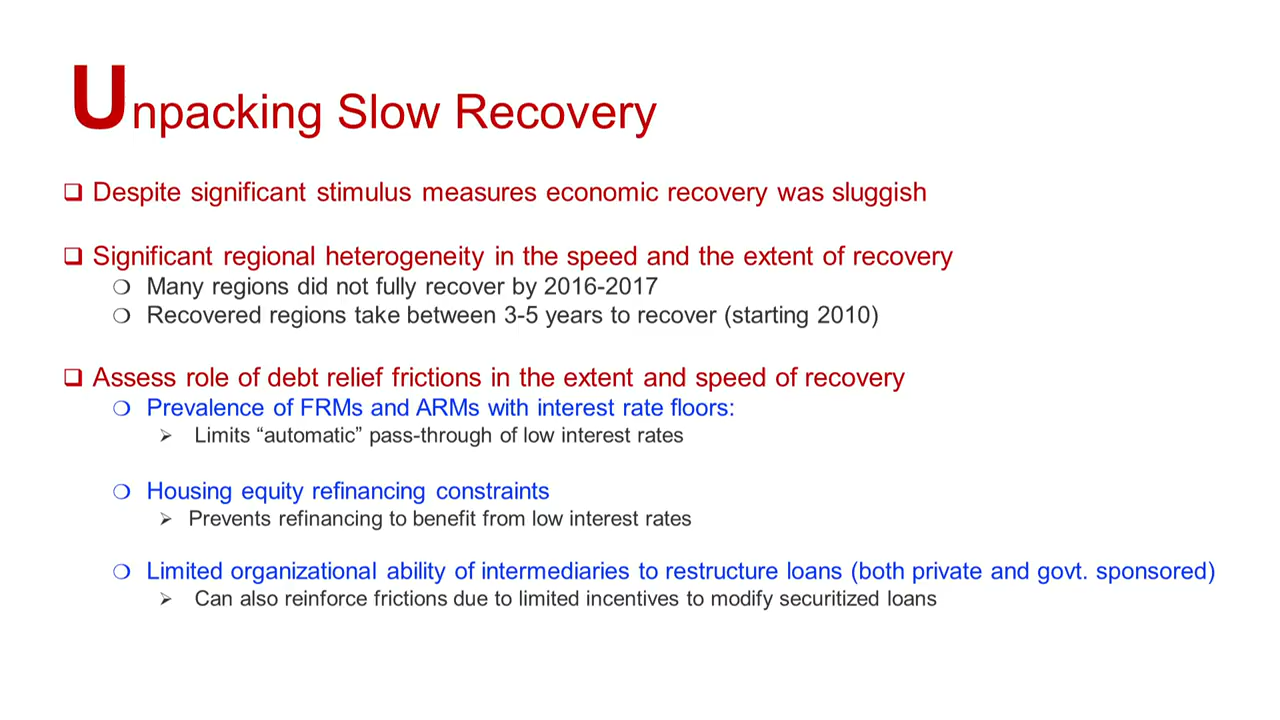 Unpacking Slow Recovery
❑ Despite significant stimulus measures economic recovery was sluggish
❑ Significant regional heterogeneity in the speed and the extent of recovery
❍ Many regions did not fully recover by 2016-2017
❍ Recovered regions take between 3-5 years to recover (starting 2010)
❑ Assess role of debt relief frictions in the extent and speed of recovery
❍ Prevalence of FRMs and ARMs with interest rate floors:
➢ Limits “automatic” pass-through of low interest rates
❍ Housing equity refinancing constraints
➢ Prevents refinancing to benefit from low interest rates
❍ Limited organizational ability of intermediaries to restructure loans (both private and govt. sponsored)
➢ Can also reinforce frictions due to limited incentives to modify securitized loans